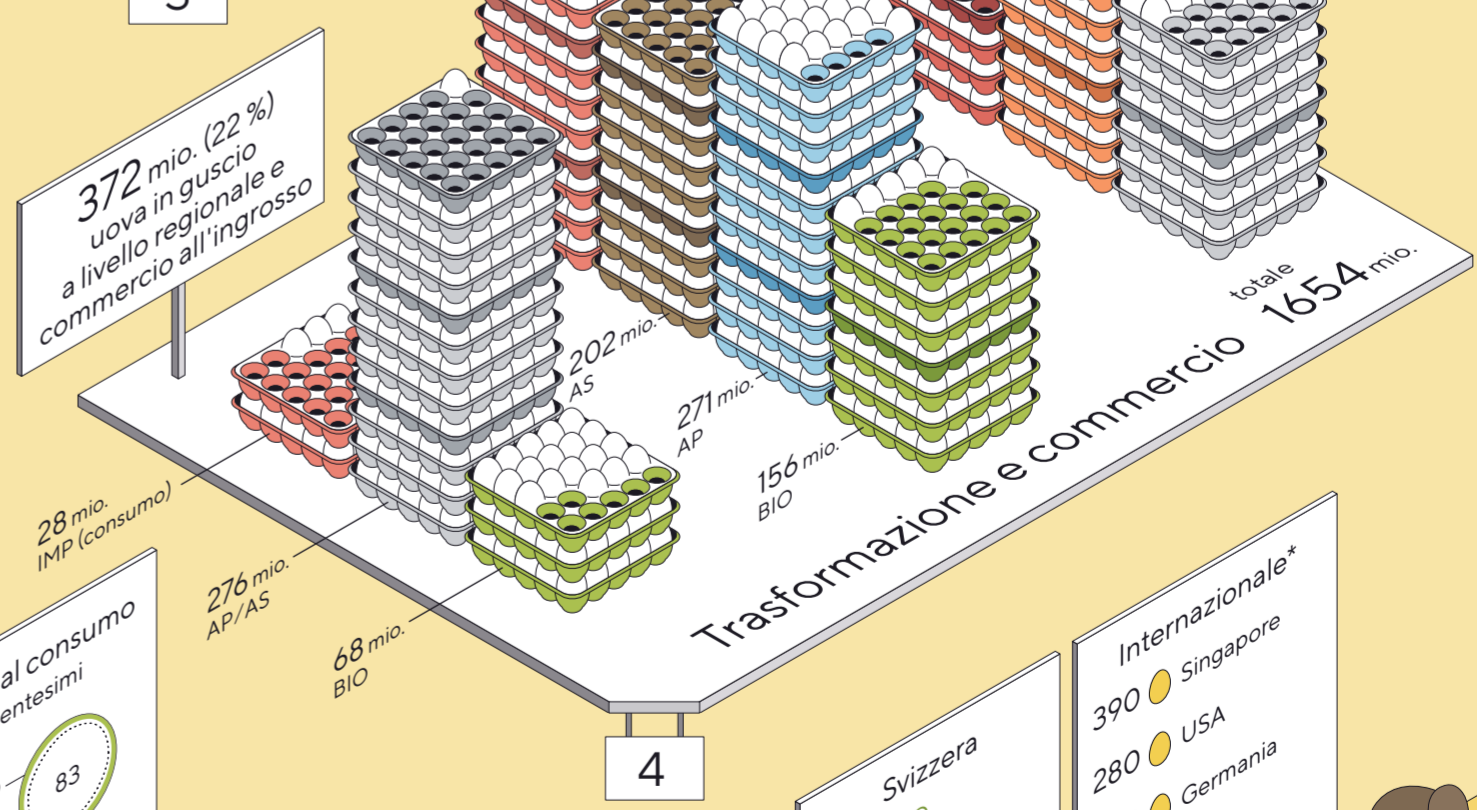 372 mio. (22 %)
uova in guscio
a livello regionale e
commercio all'ingrosso
202 mio.
AS
271 mio.
AP
156 mio.
BIO
totale
1654 mio.
Trasformazione e commercio
28 mio.
IMP (consumo)
276 mio.
AP/AS
68 mio.
BIO
al consumo
entesimi
83
4
Svizzera
Internazionale*
390 Singapore
280 USA
Germania